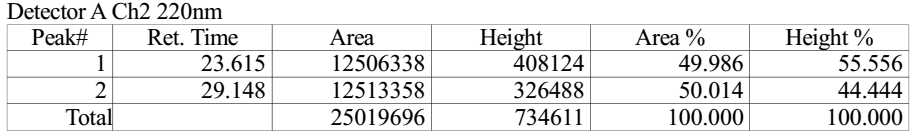 Detector A Ch2 220nm
Peak# Ret. Time Area Height Area % Height %
1 23.615 12506338 408124 49.986 55.556
2 29.148 12513358 326488 50.014 44.444
Total 25019696 734611 100.000 100.000